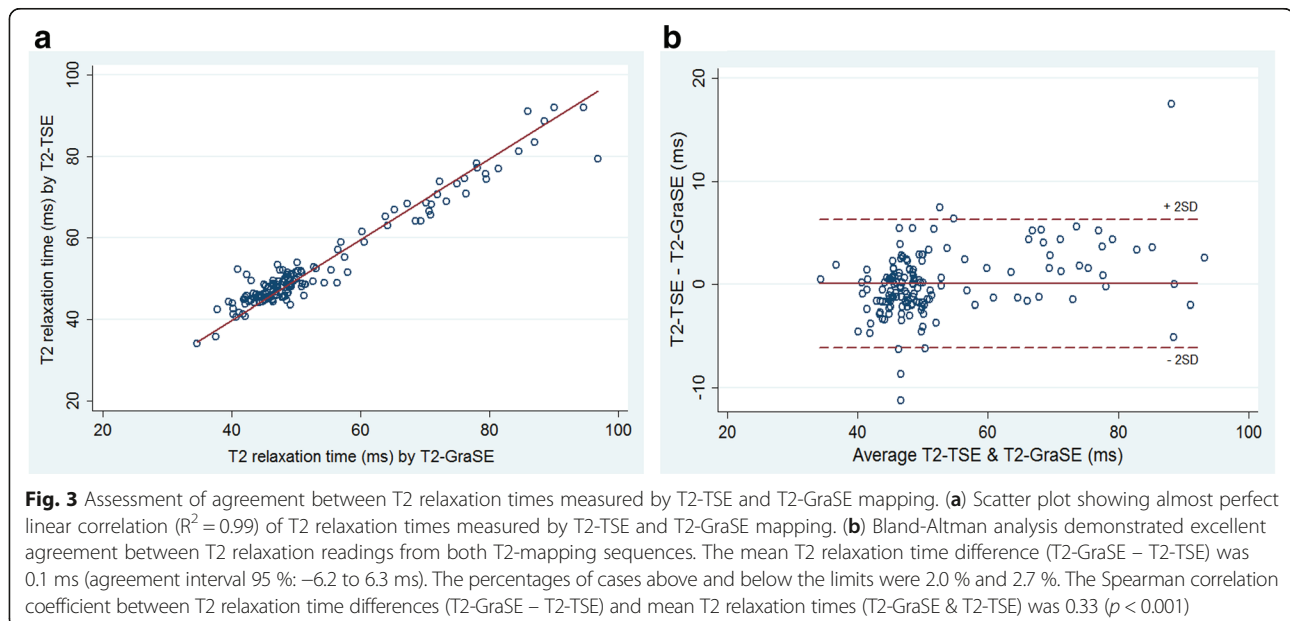 a
b
100
80
60
40
20
T2 relaxation time (ms) by T2-TSE
20
40
60
80
100
T2 relaxation time (ms) by T2-GraSE
20
10
0
-10
T2-TSE - T2-GraSE (ms)
+ 2SD
- 2SD
20
40
60
80
100
Average T2-TSE & T2-GraSE (ms)
Fig. 3 Assessment of agreement between T2 relaxation times measured by T2-TSE and T2-GraSE mapping. (a) Scatter plot showing almost perfect
linear correlation (R² = 0.99) of T2 relaxation times measured by T2-TSE and T2-GraSE mapping. (b) Bland-Altman analysis demonstrated excellent
agreement between T2 relaxation readings from both T2-mapping sequences. The mean T2 relaxation time difference (T2-GraSE – T2-TSE) was
0.1 ms (agreement interval 95 %: −6.2 to 6.3 ms). The percentages of cases above and below the limits were 2.0 % and 2.7 %. The Spearman correlation
coefficient between T2 relaxation time differences (T2-GraSE – T2-TSE) and mean T2 relaxation times (T2-GraSE & T2-TSE) was 0.33 (p < 0.001)